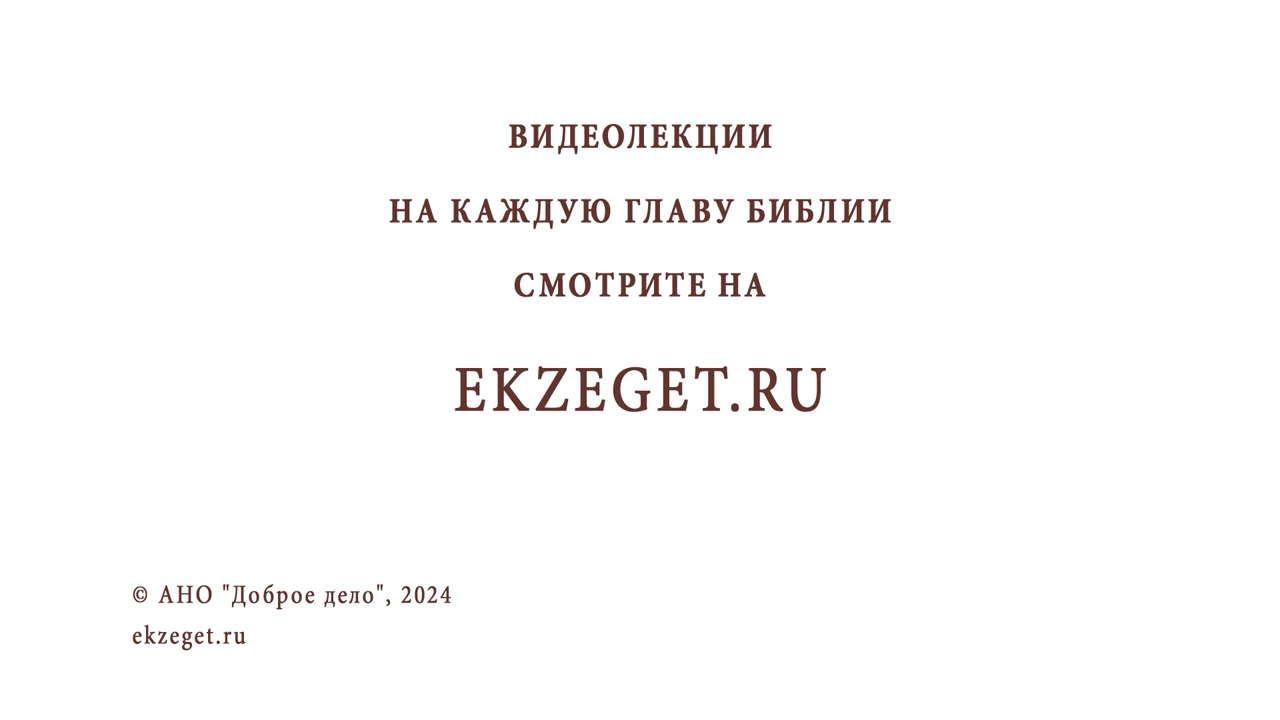 ВИДЕОЛЕКЦИИ
НА КАЖДУЮ ГЛАВУ БИБЛИИ
СМОТРИТЕ НА
EKZEGET.RU
© АНО "Доброе дело", 2024
ekzeget.ru